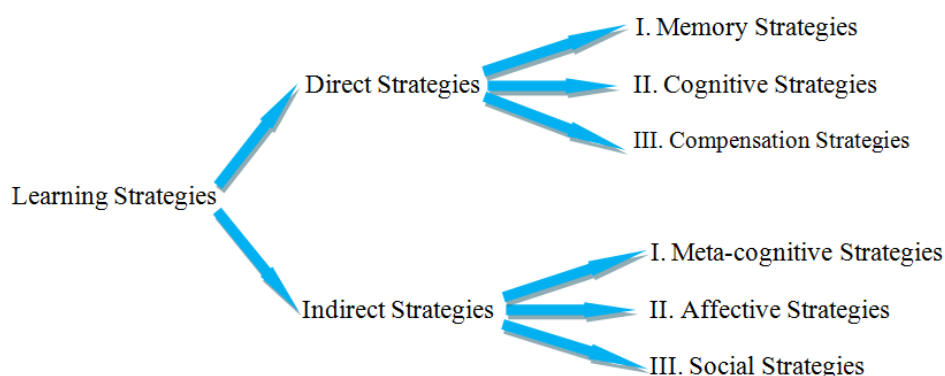 I. Memory Strategies
Direct Strategies
II. Cognitive Strategies
III. Compensation Strategies
Learning Strategies
I. Meta-cognitive Strategies
Indirect Strategies
II. Affective Strategies
III. Social Strategies